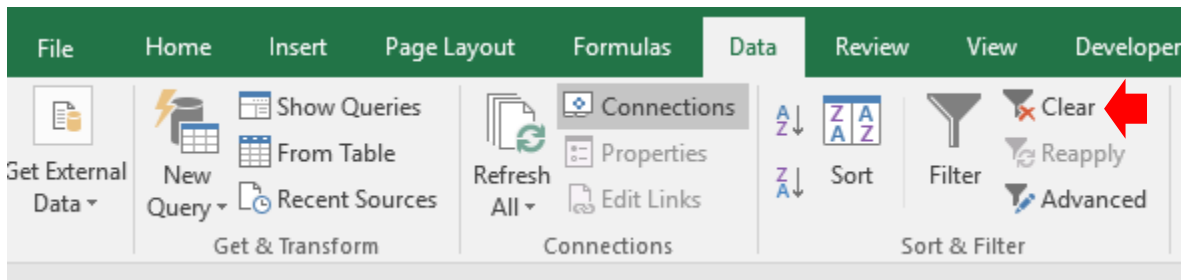 File Home Insert Page Layout Formulas Data Review View Developer
Get External Data
New Query
Show Queries
From Table
Recent Sources
Get & Transform
Refresh All
Connections
Properties
Edit Links
Connections
A Z
Z A
Z A A Z
Sort
Filter
Clear
Reapply
Advanced
Sort & Filter